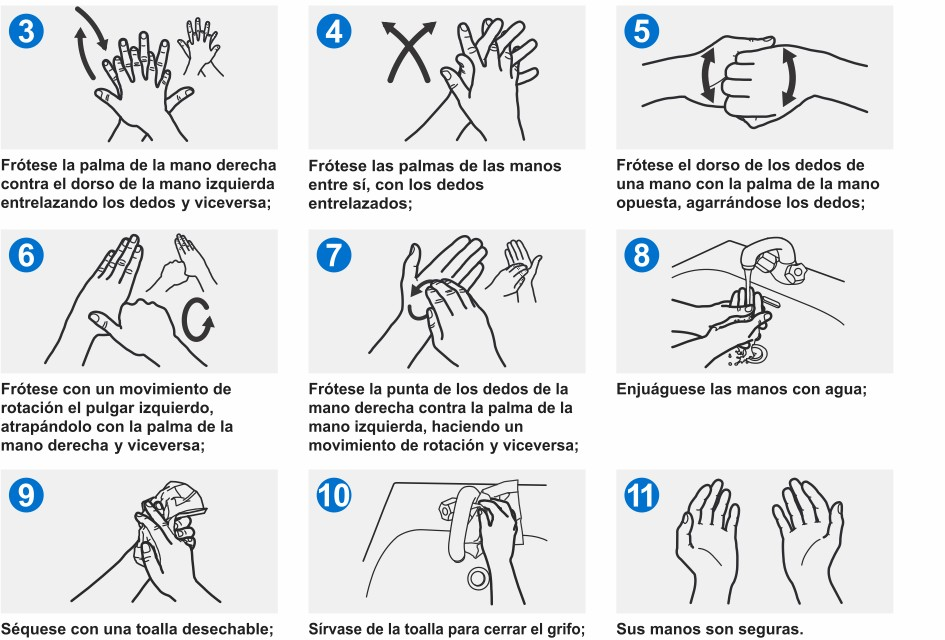 3
Frótese la palma de la mano derecha
contra el dorso de la mano izquierda
entrelazando los dedos y viceversa;
4
Frótese las palmas de las manos
entre sí, con los dedos
entrelazados;
5
Frótese el dorso de los dedos de
una mano con la palma de la mano
opuesta, agarrándose los dedos;
6
Frótese con un movimiento de
rotación el pulgar izquierdo,
atrapándolo con la palma de la
mano derecha y viceversa;
7
Frótese la punta de los dedos de la
mano derecha contra la palma de la
mano izquierda, haciendo un
movimiento de rotación y viceversa;
8
Enjuáguese las manos con agua;
9
Séquese con una toalla desechable;
10
Sírvase de la toalla para cerrar el grifo;
11
Sus manos son seguras.